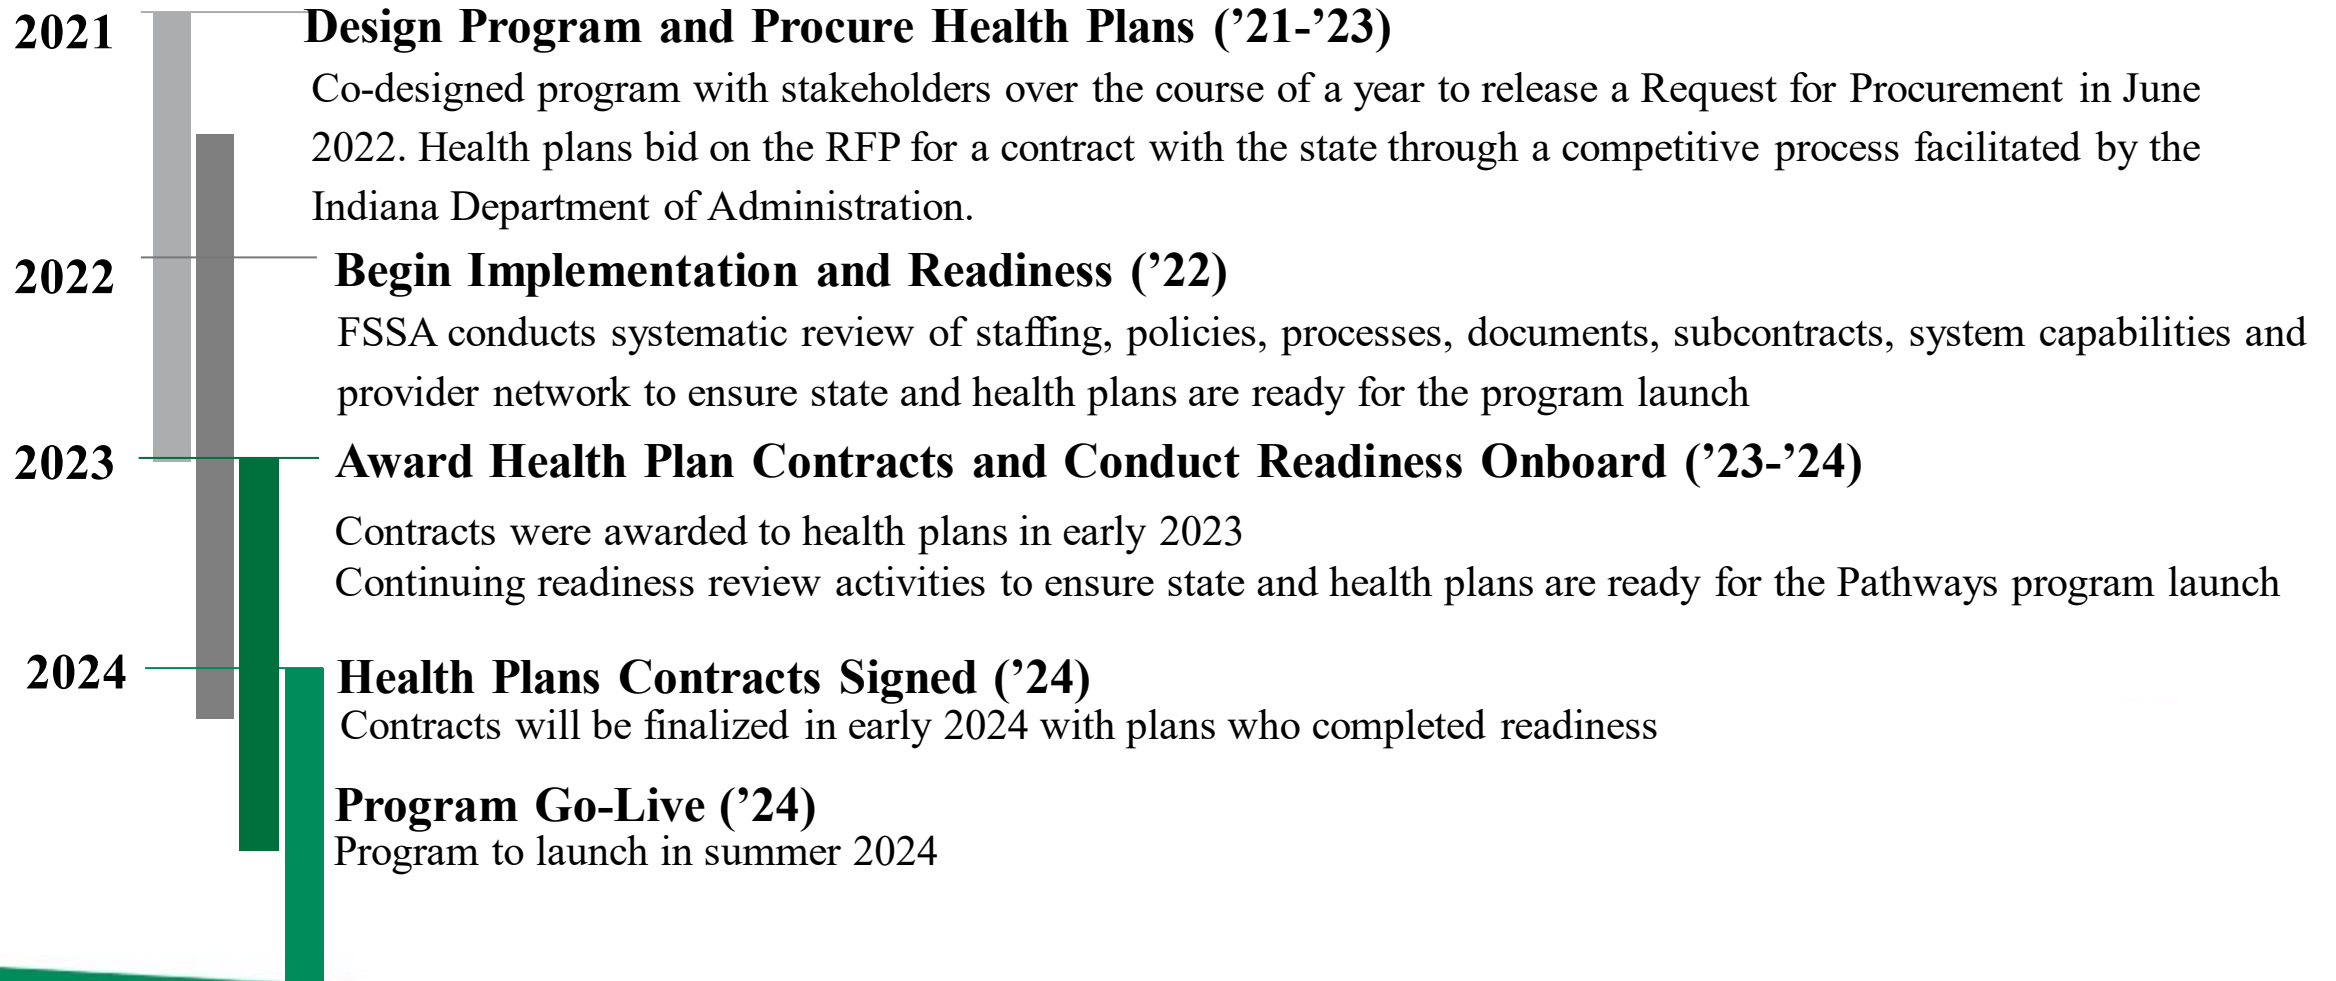 2021
Design Program and Procure Health Plans (’21-’23)
Co-designed program with stakeholders over the course of a year to release a Request for Procurement in June
2022. Health plans bid on the RFP for a contract with the state through a competitive process facilitated by the
Indiana Department of Administration.
2022
Begin Implementation and Readiness (’22)
FSSA conducts systematic review of staffing, policies, processes, documents, subcontracts, system capabilities and
provider network to ensure state and health plans are ready for the program launch
2023
Award Health Plan Contracts and Conduct Readiness Onboard (’23-’24)
Contracts were awarded to health plans in early 2023
Continuing readiness review activities to ensure state and health plans are ready for the Pathways program launch
2024
Health Plans Contracts Signed (’24)
Contracts will be finalized in early 2024 with plans who completed readiness
Program Go-Live (’24)
Program to launch in summer 2024